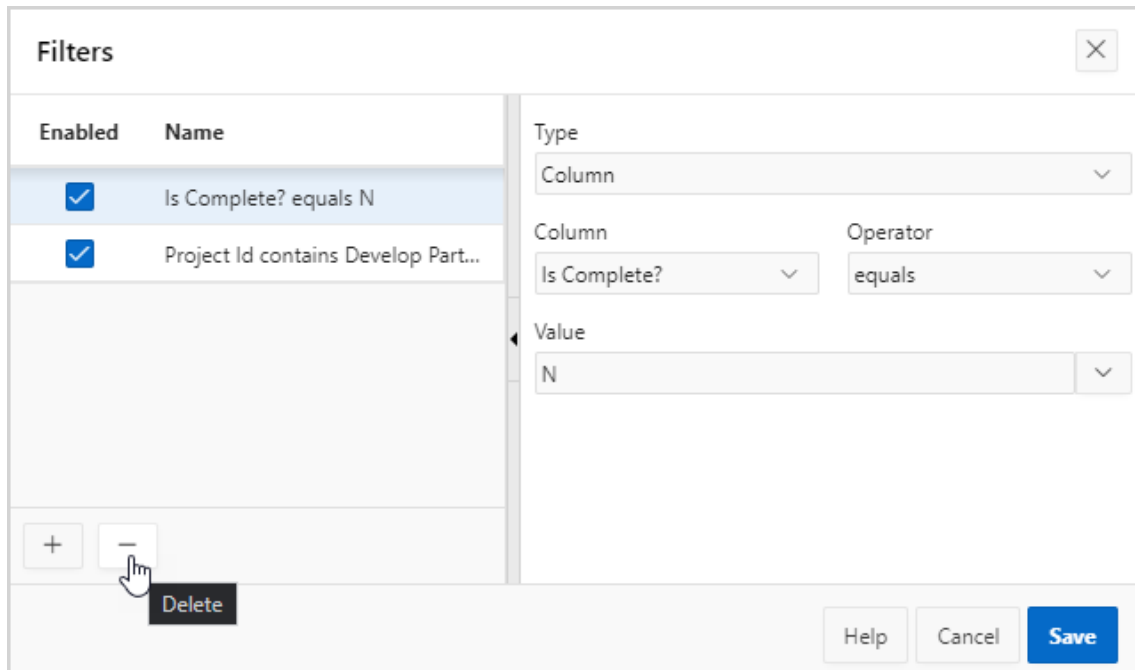 Filters
Enabled Name
Is Complete? equals N
Project Id contains Develop Part...
Type
Column
Column Operator
Is Complete? equals
Value
N
Delete
Help Cancel Save